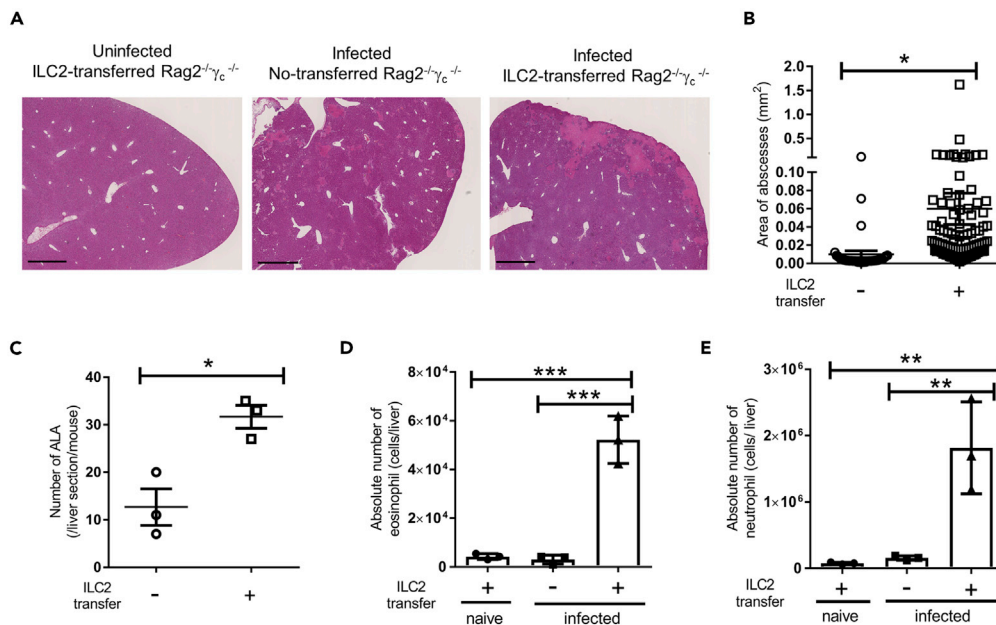 A
Uninfected
ILC2-transferred Rag2-/-γc -/-
Infected
No-transferred Rag2-/-γc -/-
Infected
ILC2-transferred Rag2-/-γc -/-
B
*
Area of abscesses (mm2)
2.0
1.5
1.0
0.5
0.10
0.08
0.06
0.04
0.02
0.00
ILC2
transfer
-
+
C
*
Number of ALA
(/liver section/mouse)
40
30
20
10
0
ILC2
transfer
-
+
D
***
***
Absolute number of
eosinophil (cells/liver)
8×104
6×104
4×104
2×104
0
ILC2
transfer
+
-
+
naive
infected
E
**
**
Absolute number of
neutrophil (cells/ liver)
3×106
2×106
1×106
0
ILC2
transfer
+
-
+
naive
infected